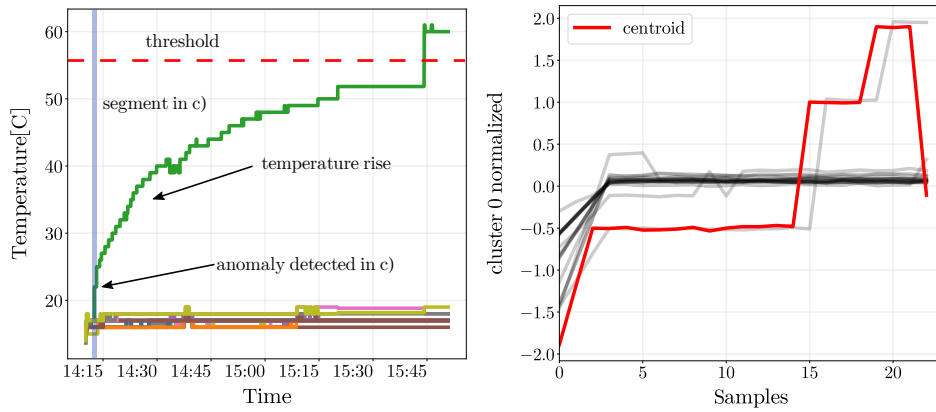 60
50
40
30
20
Temperature[C]
threshold
segment in c)
temperature rise
anomaly detected in c)
14:15 14:30 14:45 15:00 15:15 15:30 15:45
Time
2.0
1.5
1.0
0.5
0.0
−0.5
−1.0
−1.5
−2.0
cluster 0 normalized
centroid
0 5 10 15 20
Samples